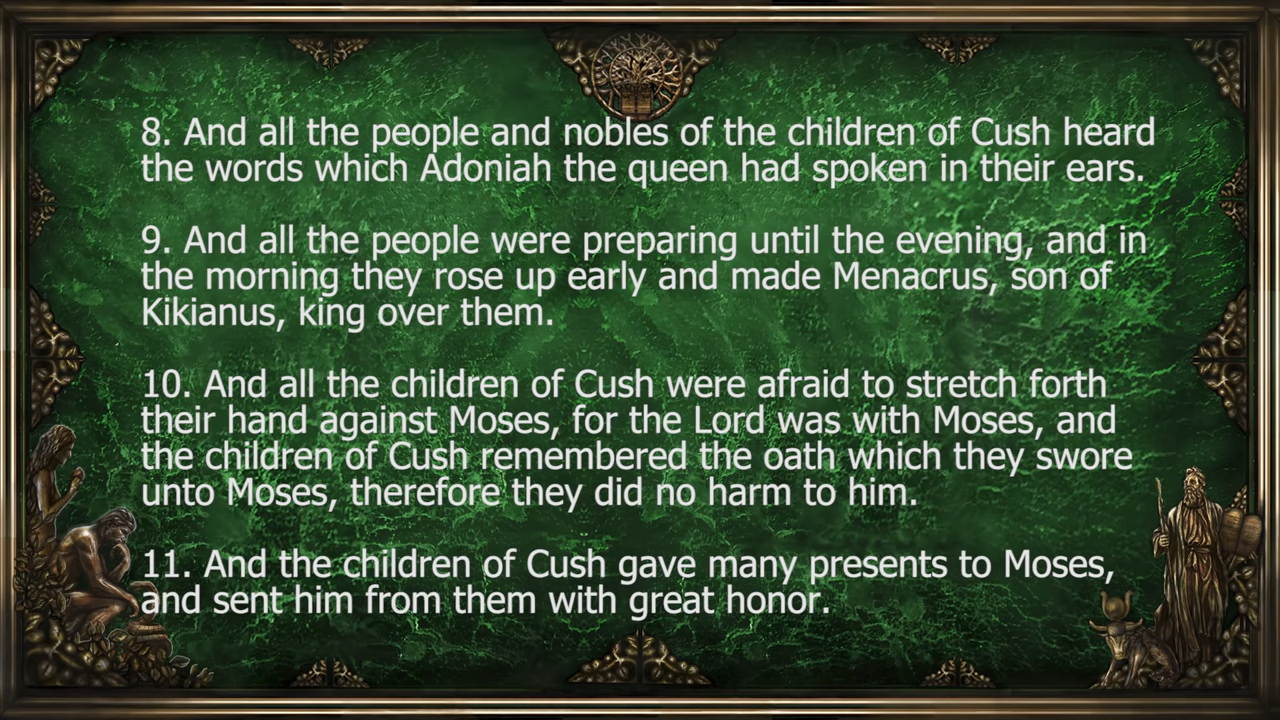 8. And all the people and nobles of the children of Cush heard
the words which Adoniah the queen had spoken in their ears.
9. And all the people were preparing until the evening, and in
the morning they rose up early and made Menacrus, son of
Kikianus, king over them.
10. And all the children of Cush were afraid to stretch forth
their hand against Moses, for the Lord was with Moses, and
the children of Cush remembered the oath which they swore
unto Moses, therefore they did no harm to him.
11. And the children of Cush gave many presents to Moses,
and sent him from them with great honor.